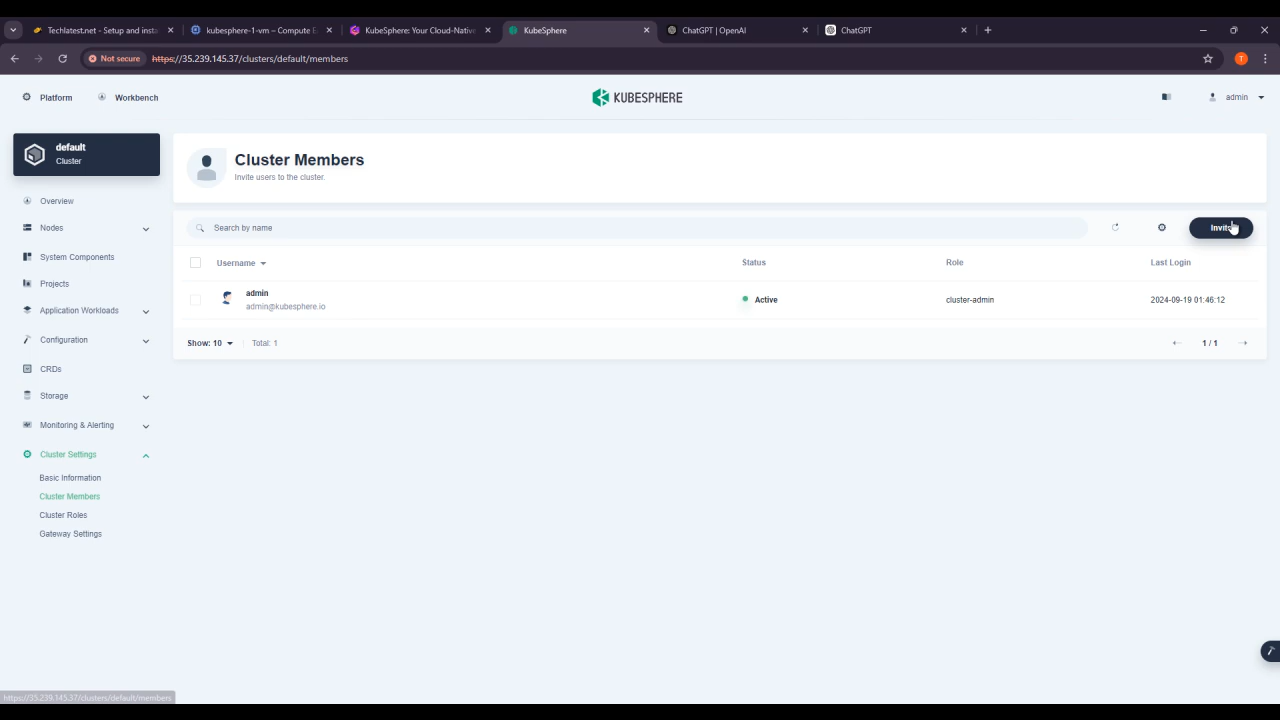 Techlatest.net - Setup and insta
kubesphere-1-vm – Compute E
KubeSphere: Your Cloud-Native
KubeSphere
ChatGPT | OpenAI
ChatGPT
Not secure https://35.239.145.37/clusters/default/members
T
Platform Workbench
KUBESPHERE
admin
default
Cluster
Overview
Nodes
System Components
Projects
Application Workloads
Configuration
CRDs
Storage
Monitoring & Alerting
Cluster Settings
Basic Information
Cluster Members
Cluster Roles
Gateway Settings
Cluster Members
Invite users to the cluster.
Search by name
Invite
Username Status Role Last Login
admin
admin@kubesphere.io
Active cluster-admin 2024-09-19 01:46:12
Show: 10 Total: 1 1 / 1
https://35.239.145.37/clusters/default/members